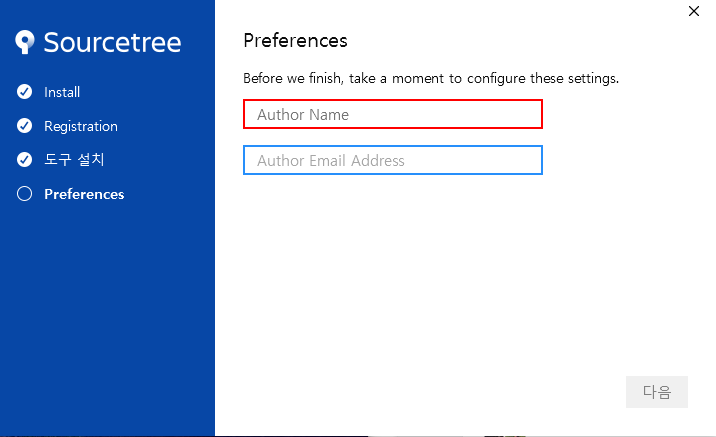 Sourcetree
Install
Registration
도구 설치
Preferences
Preferences
Before we finish, take a moment to configure these settings.
Author Name
Author Email Address
다음